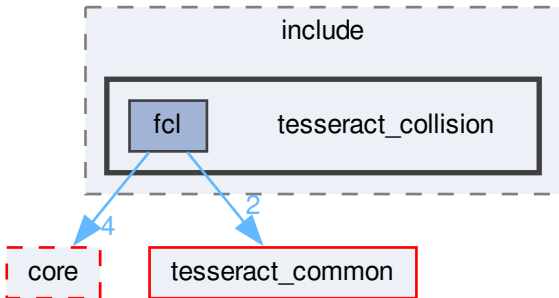 include
fcl
tesseract_collision
4
2
core
tesseract_common